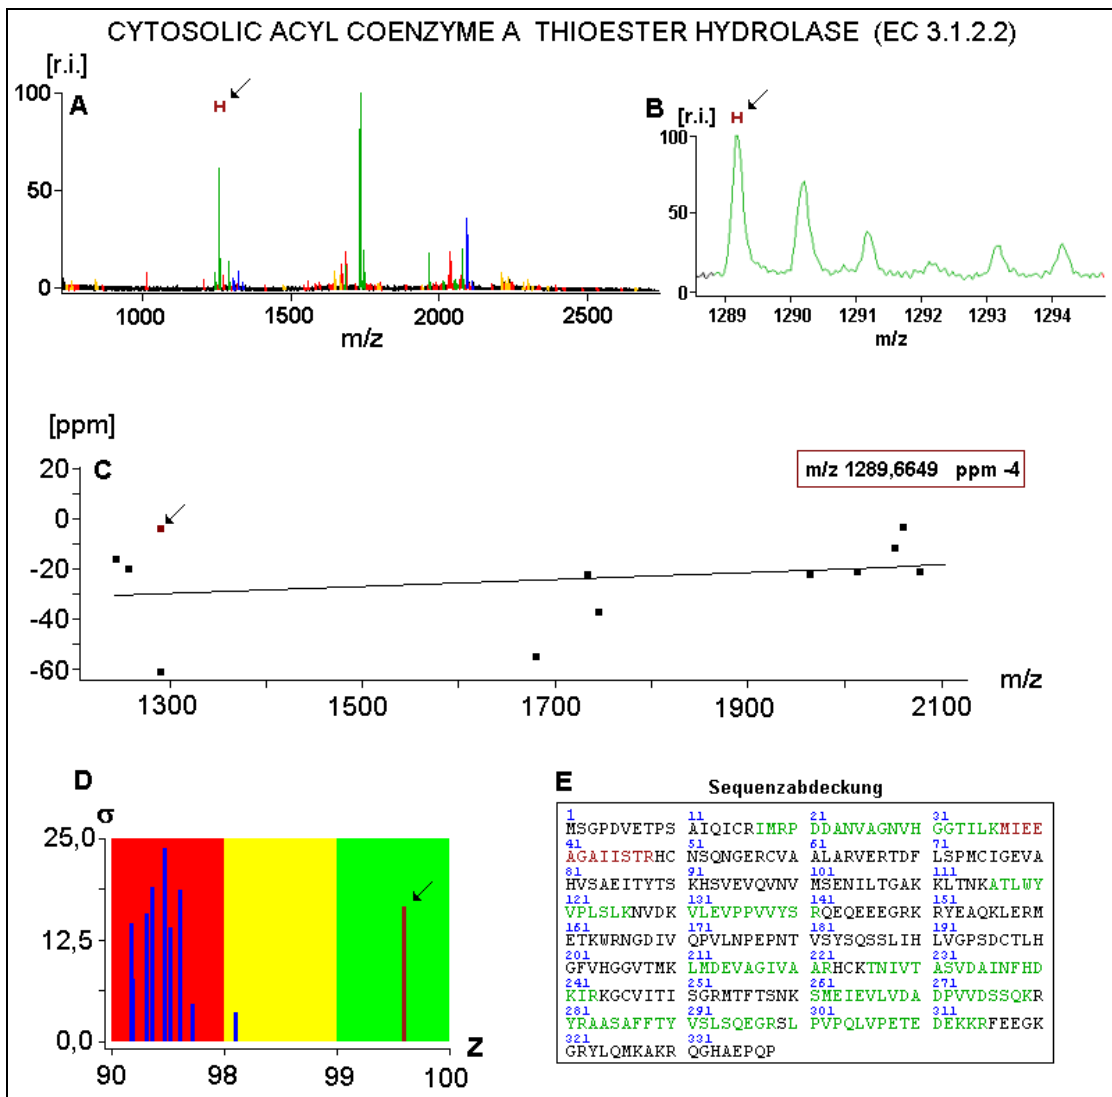 CYTOSOLIC ACYL COENZYME A THIOESTER HYDROLASE (EC 3.1.2.2)
[r.i.]
A
H
100
50
0
1000 1500 2000 2500
m/z
B
[r.i.]
H
100
50
0
1289 1290 1291 1292 1293 1294
m/z
[ppm]
C
m/z 1289,6649 ppm -4
20
0
-20
-40
-60
1300 1500 1700 1900 2100
m/z
D
σ
25,0
12,5
0,0
90 98 99 100
Z
E
Sequenzabdeckung
1 11 21 31
MSGPDVETPS AIQICRIMRP DDANVAGNVH GGTILKMIEE
41 51 61 71
AGAIISTRHC NSQNGERCVA ALARVERTDF LSPMCIGEVA
81 91 101 111
HVSAEITYTS KHSVEVQVNV MSENILTGAK KLTNKATLWY
121 131 141 151
VPLSLKNVDK VLEVPPVVYS RQEQEEEGRK RYEAQKLERM
161 171 181 191
ETKWRNGDIV QPVLNPEPNT VSYSQSSLIH LVGPSDCTLH
201 211 221 231
GFVHGGVTMK LMDEVAGIVA ARHCKTNIVT ASVDAINFHD
241 251 261 271
KIRKGCVITI SGRMTFTSNK SMEIEVLVDA DPVVDSSQKR
281 291 301 311
YRAASAFFTY VSLSQEGRSL PVPQLVPETE DEKKRFEEGK
321 331
GRYLQMKAKR QGHAEPQP